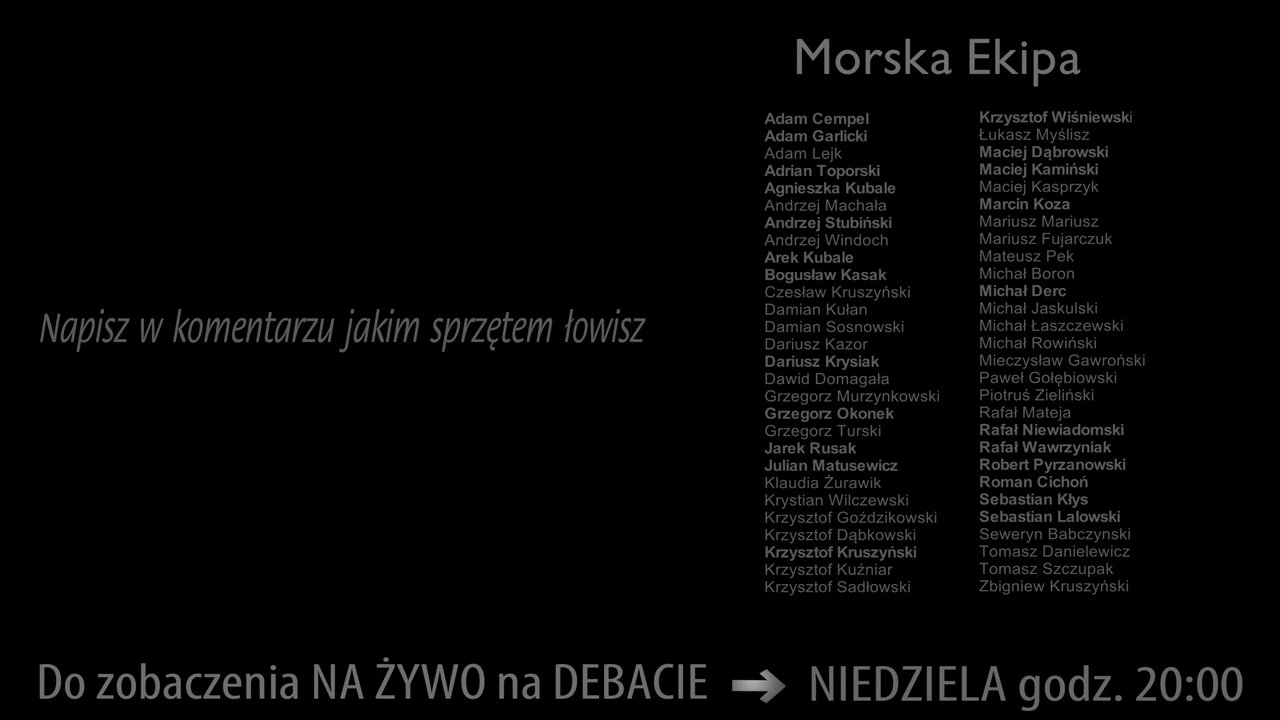 Morska Ekipa
Adam Cempel
Adam Garlicki
Adam Lejk
Adrian Toporski
Agnieszka Kubale
Andrzej Machała
Andrzej Stubiński
Andrzej Windoch
Arek Kubale
Bogusław Kasak
Czesław Kruszyński
Damian Kułan
Damian Sosnowski
Dariusz Kazor
Dariusz Krysiak
Dawid Domagała
Grzegorz Murzynkowski
Grzegorz Okonek
Grzegorz Turski
Jarek Rusak
Julian Matusewicz
Klaudia Żurawik
Krystian Wilczewski
Krzysztof Goździkowski
Krzysztof Dąbkowski
Krzysztof Kruszyński
Krzysztof Kuźniar
Krzysztof Sadłowski
Krzysztof Wiśniewski
Łukasz Myślisz
Maciej Dąbrowski
Maciej Kamiński
Maciej Kasprzyk
Marcin Koza
Mariusz Mariusz
Mariusz Fujarczuk
Mateusz Pek
Michał Boron
Michał Derc
Michał Jaskulski
Michał Łaszczewski
Michał Rowiński
Mieczysław Gawroński
Paweł Gołębiowski
Piotruś Zieliński
Rafał Mateja
Rafał Niewiadomski
Rafał Wawrzyniak
Robert Pyrzanowski
Roman Cichoń
Sebastian Kłys
Sebastian Lalowski
Seweryn Babczynski
Tomasz Danielewicz
Tomasz Szczupak
Zbigniew Kruszyński
Napisz w komentarzu jakim sprzętem łowisz
Do zobaczenia NA ŻYWO na DEBACIE → NIEDZIELA godz. 20:00